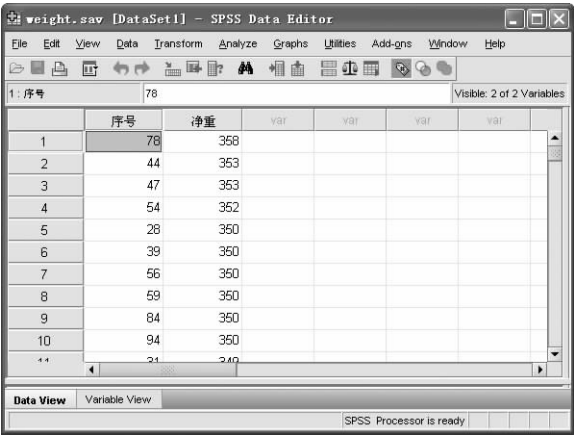 weight.sav [DataSet1] - SPSS Data Editor
File Edit View Data Transform Analyze Graphs Utilities Add-ons Window Help
1 : 序号 78 Visible: 2 of 2 Variables
序号 净重 var var var var
1 78 358
2 44 353
3 47 353
4 54 352
5 28 350
6 39 350
7 56 350
8 59 350
9 84 350
10 94 350
11 31 349
Data View Variable View
SPSS Processor is ready